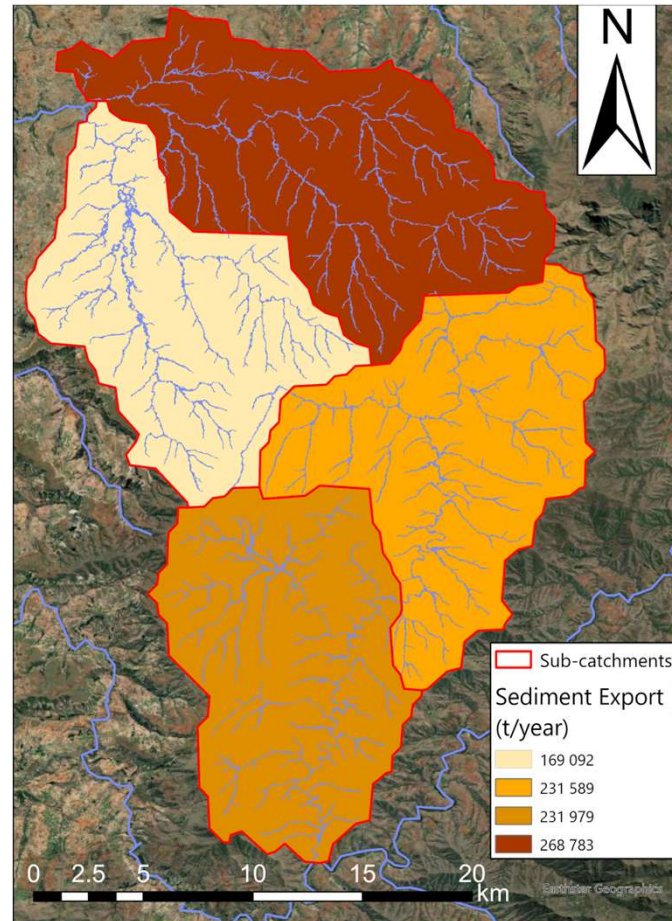 N
Sub-catchments
Sediment Export
(t/year)
169 092
231 589
231 979
268 783
0 2.5 5 10 15 20
km
Earthstar Geographics